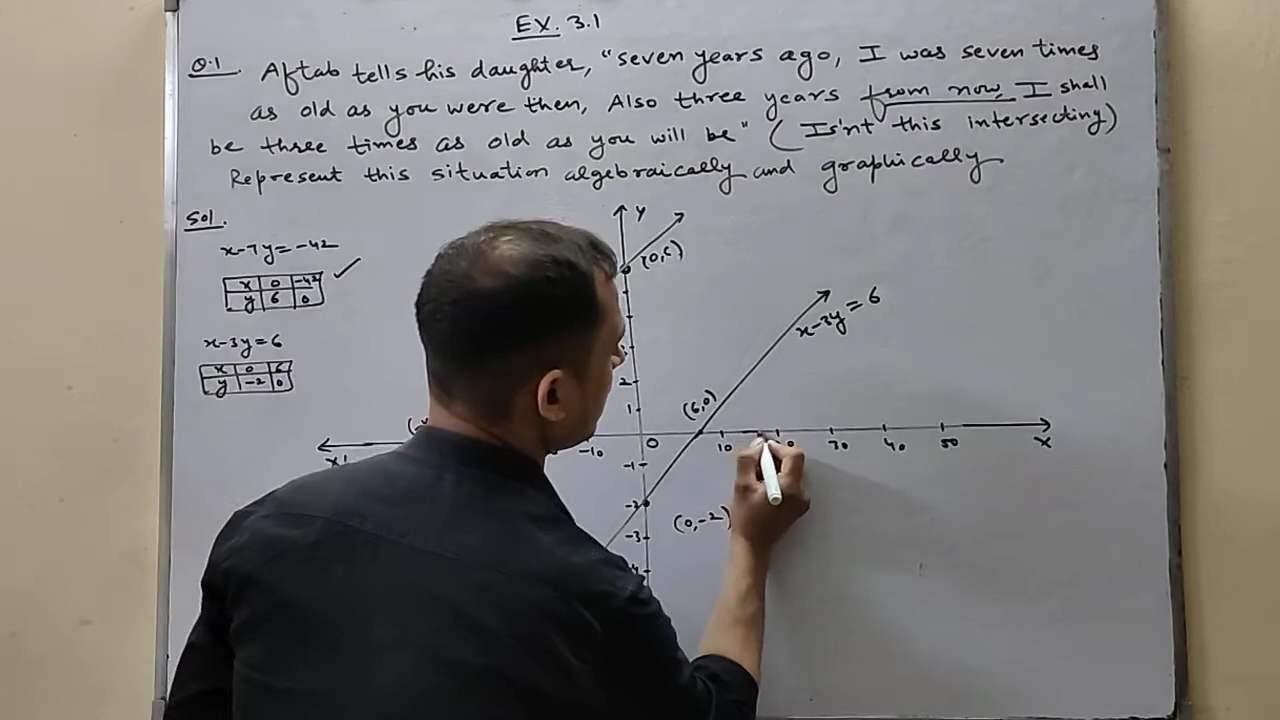 EX. 3.1
Q.1 Aftab tells his daughter, "seven years ago, I was seven times
as old as you were then, Also three years from now, I shall
be three times as old as you will be" ( Is'nt this intersecting)
Represent this situation algebraically and graphically
Sol.
x-7y=-42
x 0 -42
y 6 0
x-3y=6
x 0 6
y -2 0
Y
(0,6)
x-3y=6
2
1
(6,0)
X' -10 0 10 30 40 50 X
-1
-2
(0,-2)
-3